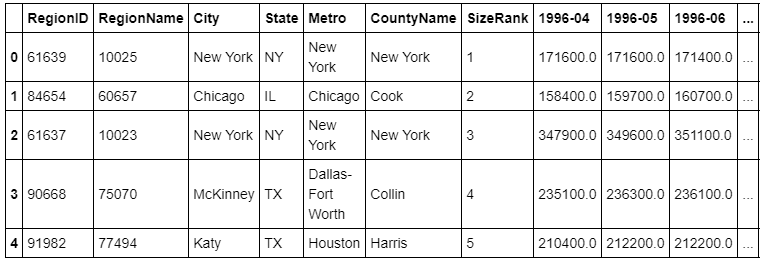 RegionID RegionName City State Metro CountyName SizeRank 1996-04 1996-05 1996-06 ...
0 61639 10025 New York NY New York New York 1 171600.0 171600.0 171400.0 ...
1 84654 60657 Chicago IL Chicago Cook 2 158400.0 159700.0 160700.0 ...
2 61637 10023 New York NY New York New York 3 347900.0 349600.0 351100.0 ...
3 90668 75070 McKinney TX Dallas-Fort Worth Collin 4 235100.0 236300.0 236100.0 ...
4 91982 77494 Katy TX Houston Harris 5 210400.0 212200.0 212200.0 ...